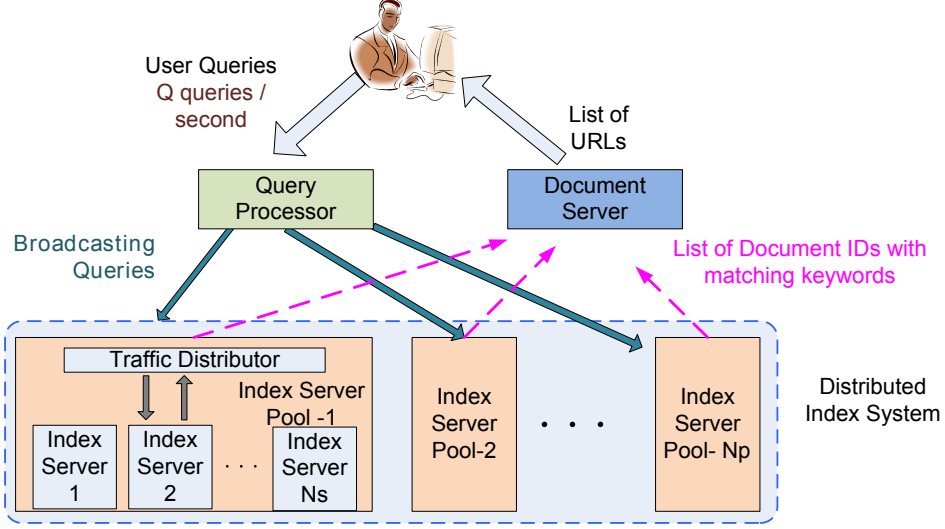 User Queries
Q queries /
second
List of
URLs
Query
Processor
Document
Server
Broadcasting
Queries
List of Document IDs with
matching keywords
Traffic Distributor
Index Server
Pool -1
Index
Server
1
Index
Server
2
. . .
Index
Server
Ns
Index
Server
Pool-2
. . .
Index
Server
Pool- Np
Distributed
Index System